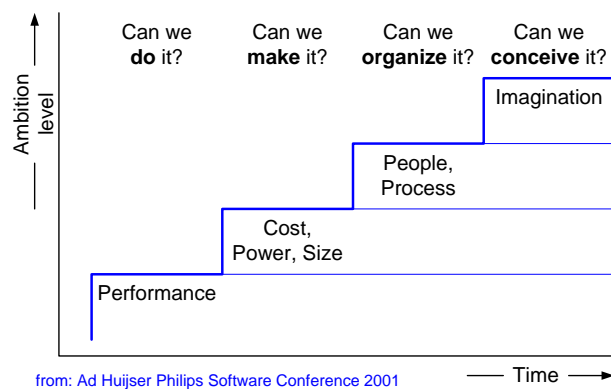 Can we
do it?
Can we
make it?
Can we
organize it?
Can we
conceive it?
Ambition
level
Imagination
People,
Process
Cost,
Power, Size
Performance
from: Ad Huijser Philips Software Conference 2001
Time